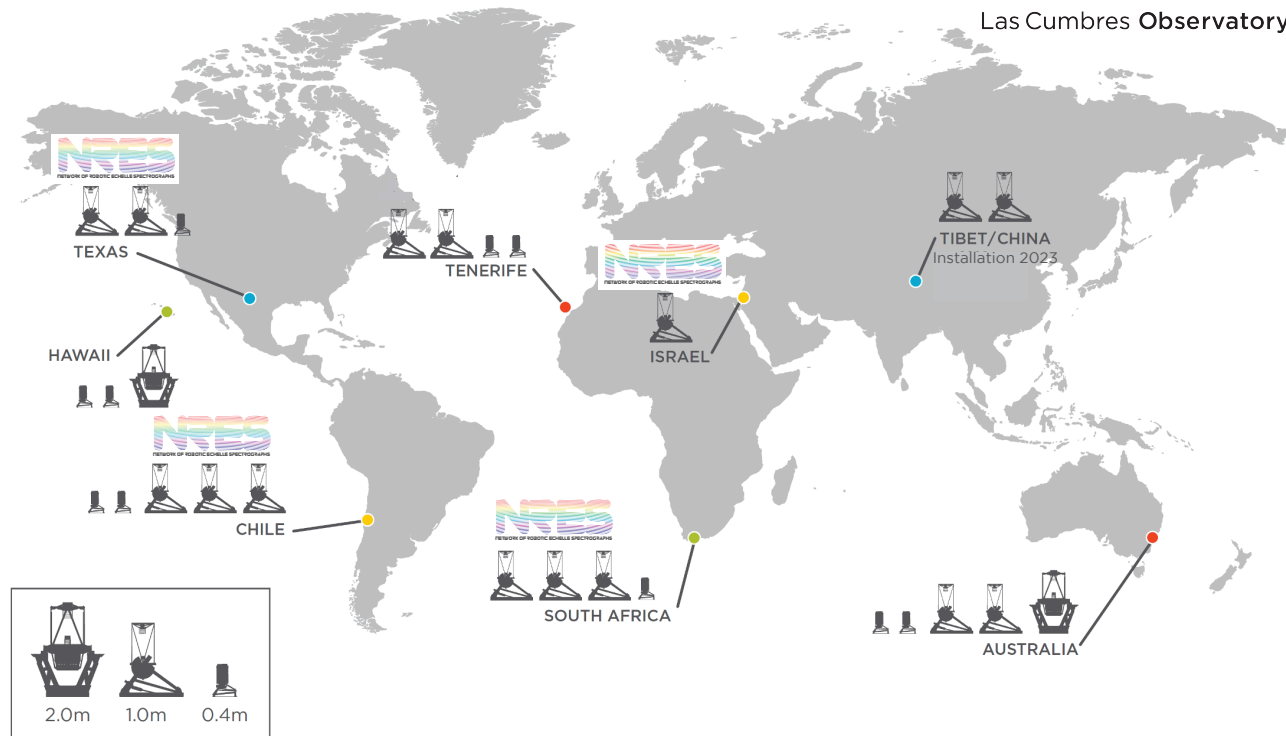 Las Cumbres Observatory
NRES
NETWORK OF ROBOTIC ECHELLE SPECTROGRAPHS
TEXAS
TENERIFE
NRES
NETWORK OF ROBOTIC ECHELLE SPECTROGRAPHS
ISRAEL
TIBET/CHINA
Installation 2023
HAWAII
NRES
NETWORK OF ROBOTIC ECHELLE SPECTROGRAPHS
CHILE
NRES
NETWORK OF ROBOTIC ECHELLE SPECTROGRAPHS
SOUTH AFRICA
AUSTRALIA
2.0m 1.0m 0.4m